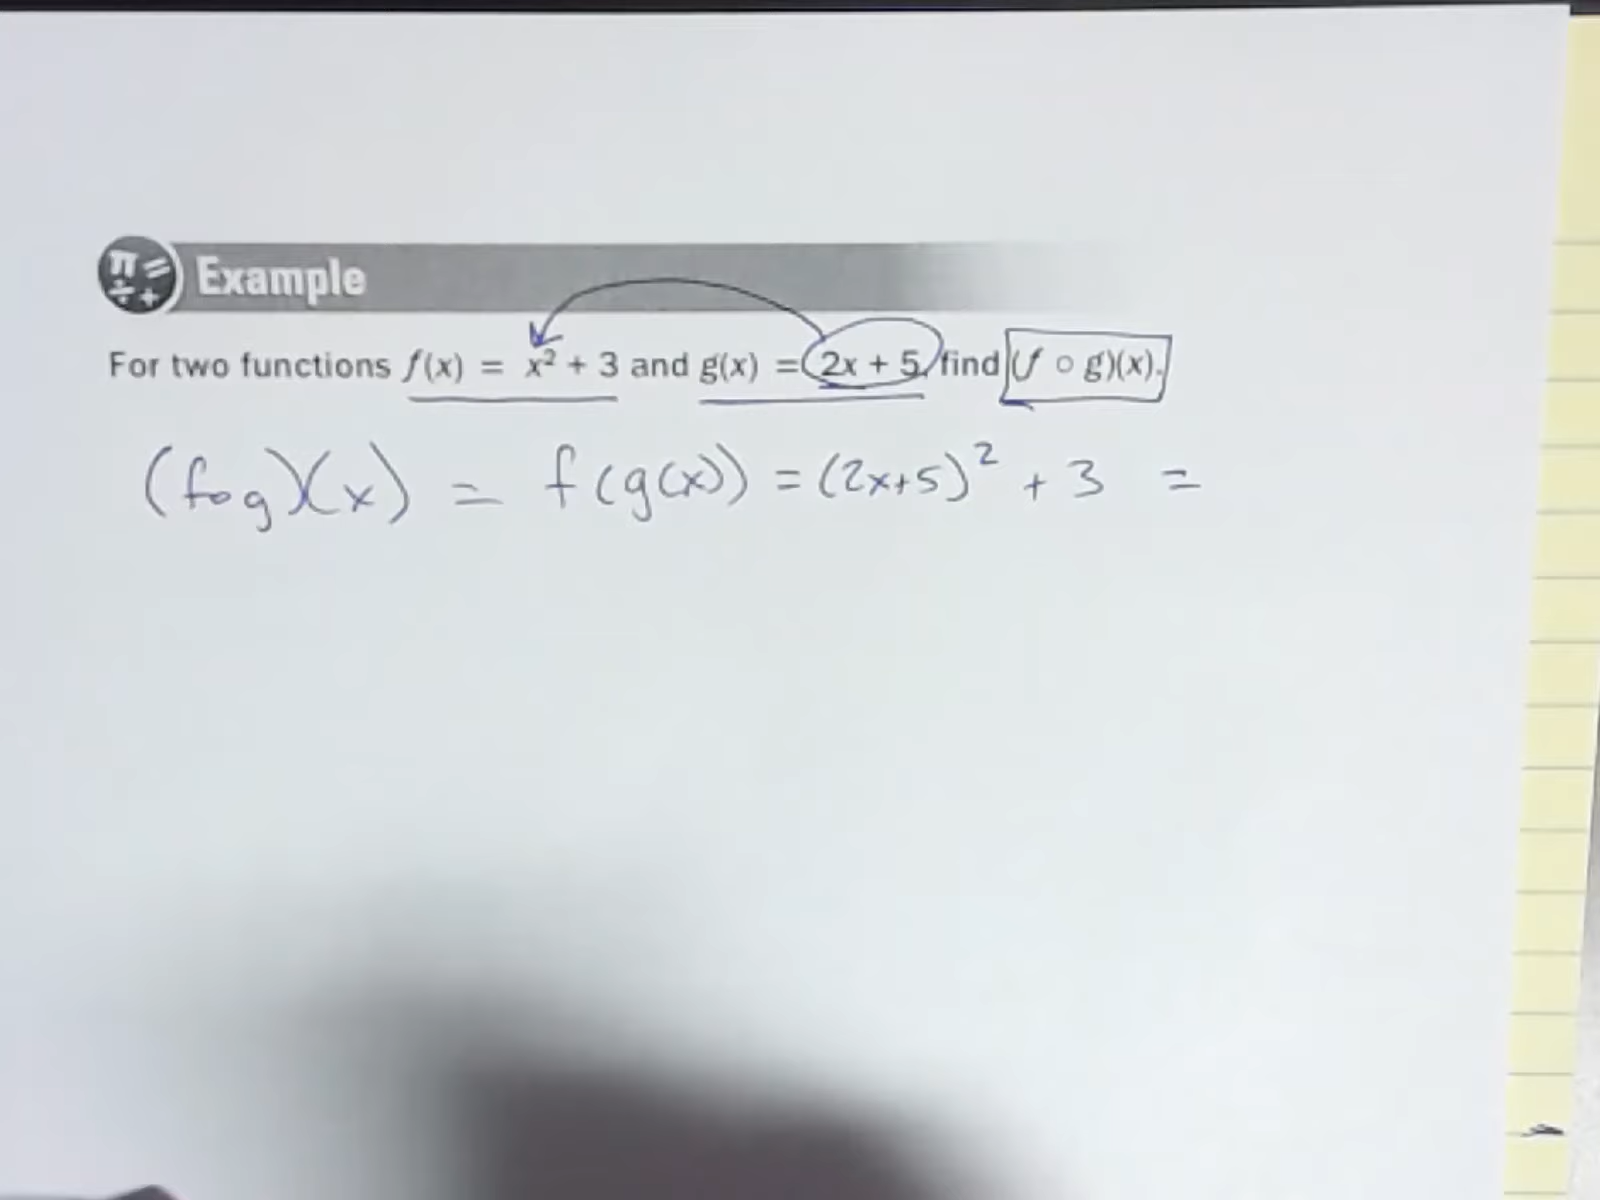 π = ÷ + Example
For two functions f(x) = x² + 3 and g(x) = 2x + 5, find (f ∘ g)(x).
(f∘g)(x) = f(g(x)) = (2x+5)² + 3 =